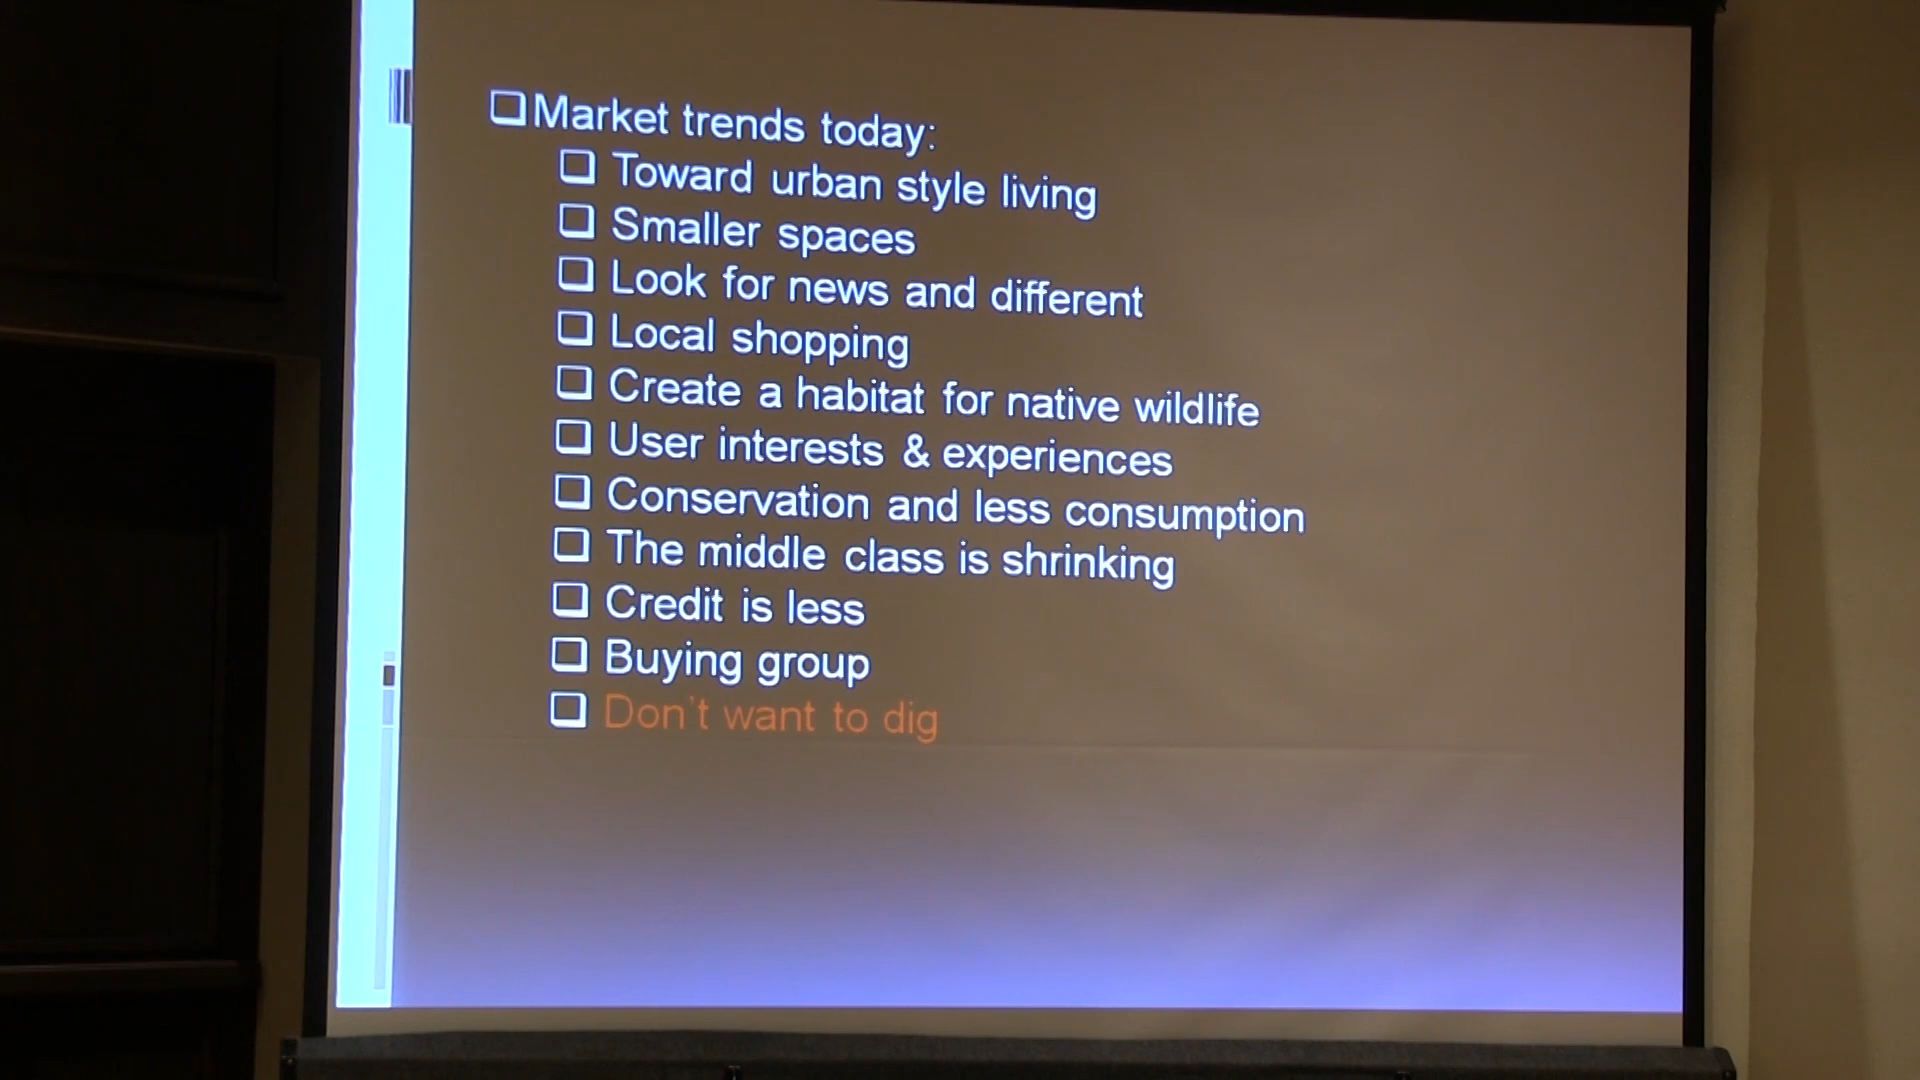 Market trends today:
Toward urban style living
Smaller spaces
Look for news and different
Local shopping
Create a habitat for native wildlife
User interests & experiences
Conservation and less consumption
The middle class is shrinking
Credit is less
Buying group
Don't want to dig